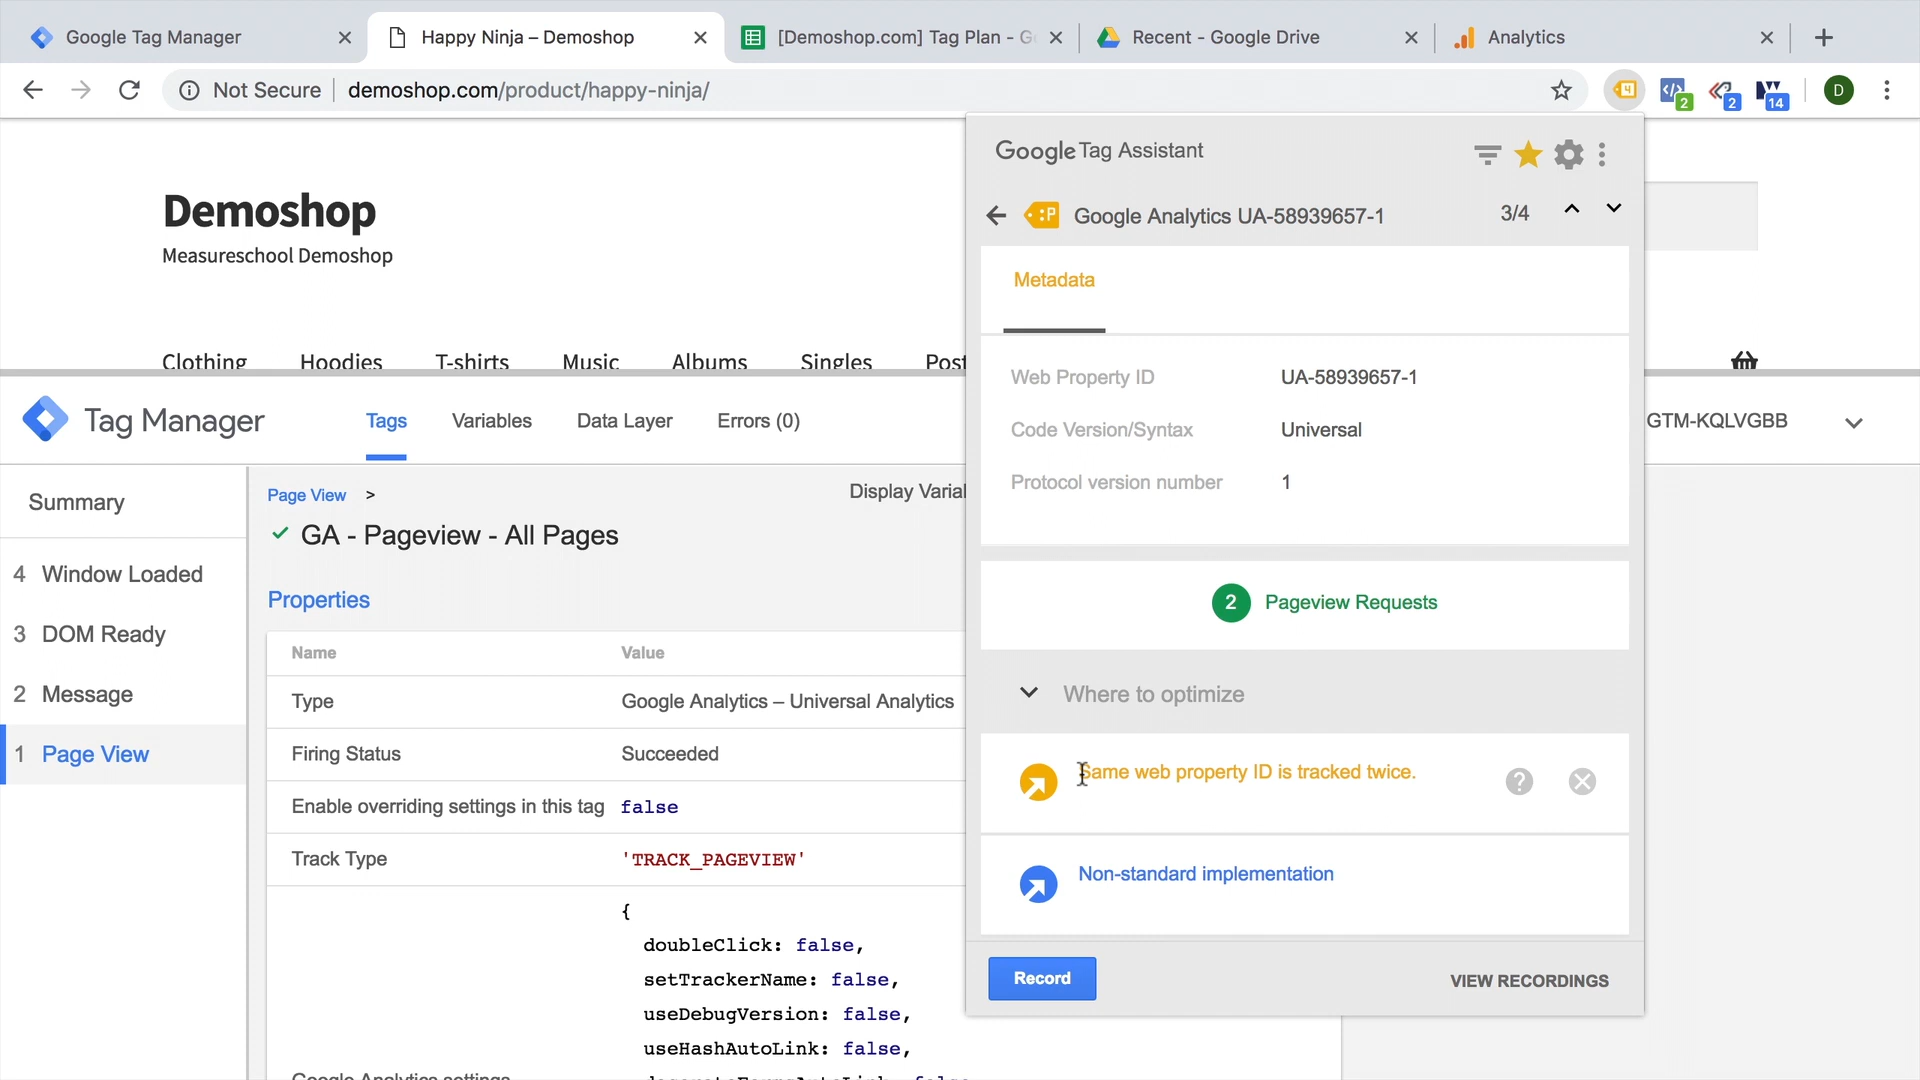 Google Tag Manager
Happy Ninja – Demoshop
[Demoshop.com] Tag Plan - G
Recent - Google Drive
Analytics
Not Secure
demoshop.com/product/happy-ninja/
4
2
2
14
D
Demoshop
Measureschool Demoshop
Clothing Hoodies T-shirts Music Albums Singles Post
Google Tag Assistant
Google Analytics UA-58939657-1
3/4
Metadata
Web Property ID UA-58939657-1
Code Version/Syntax Universal
Protocol version number 1
2 Pageview Requests
Where to optimize
Same web property ID is tracked twice.
?
Non-standard implementation
Record
VIEW RECORDINGS
Tag Manager
Tags Variables Data Layer Errors (0)
GTM-KQLVGBB
Summary
4 Window Loaded
3 DOM Ready
2 Message
1 Page View
Page View >
Display Varial
GA - Pageview - All Pages
Properties
Name Value
Type Google Analytics – Universal Analytics
Firing Status Succeeded
Enable overriding settings in this tag false
Track Type 'TRACK_PAGEVIEW'
{
doubleClick: false,
setTrackerName: false,
useDebugVersion: false,
useHashAutoLink: false,
Google Analytics settings